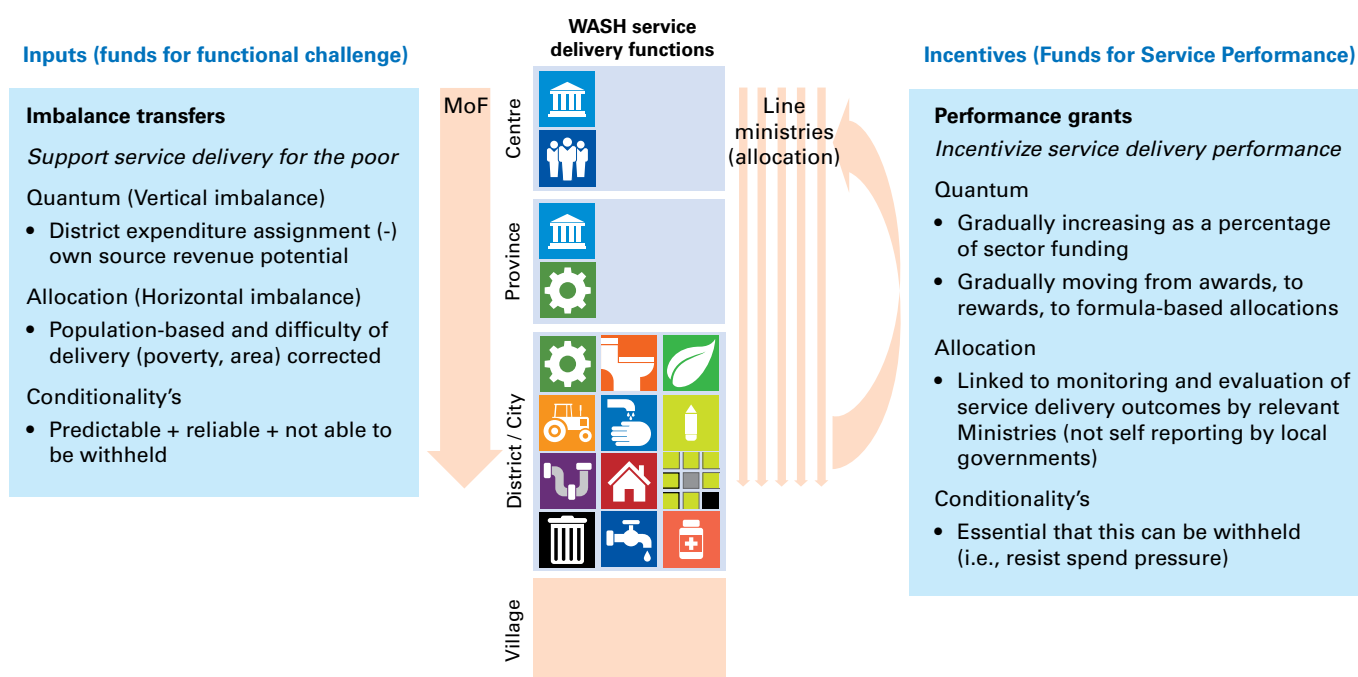 WASH service
delivery functions
Inputs (funds for functional challenge)
Imbalance transfers
Support service delivery for the poor
Quantum (Vertical imbalance)
• District expenditure assignment (-)
own source revenue potential
Allocation (Horizontal imbalance)
• Population-based and difficulty of
delivery (poverty, area) corrected
Conditionality's
• Predictable + reliable + not able to
be withheld
MoF
Centre
Province
District / City
Village
Line
ministries
(allocation)
Incentives (Funds for Service Performance)
Performance grants
Incentivize service delivery performance
Quantum
• Gradually increasing as a percentage
of sector funding
• Gradually moving from awards, to
rewards, to formula-based allocations
Allocation
• Linked to monitoring and evaluation of
service delivery outcomes by relevant
Ministries (not self reporting by local
governments)
Conditionality's
• Essential that this can be withheld
(i.e., resist spend pressure)